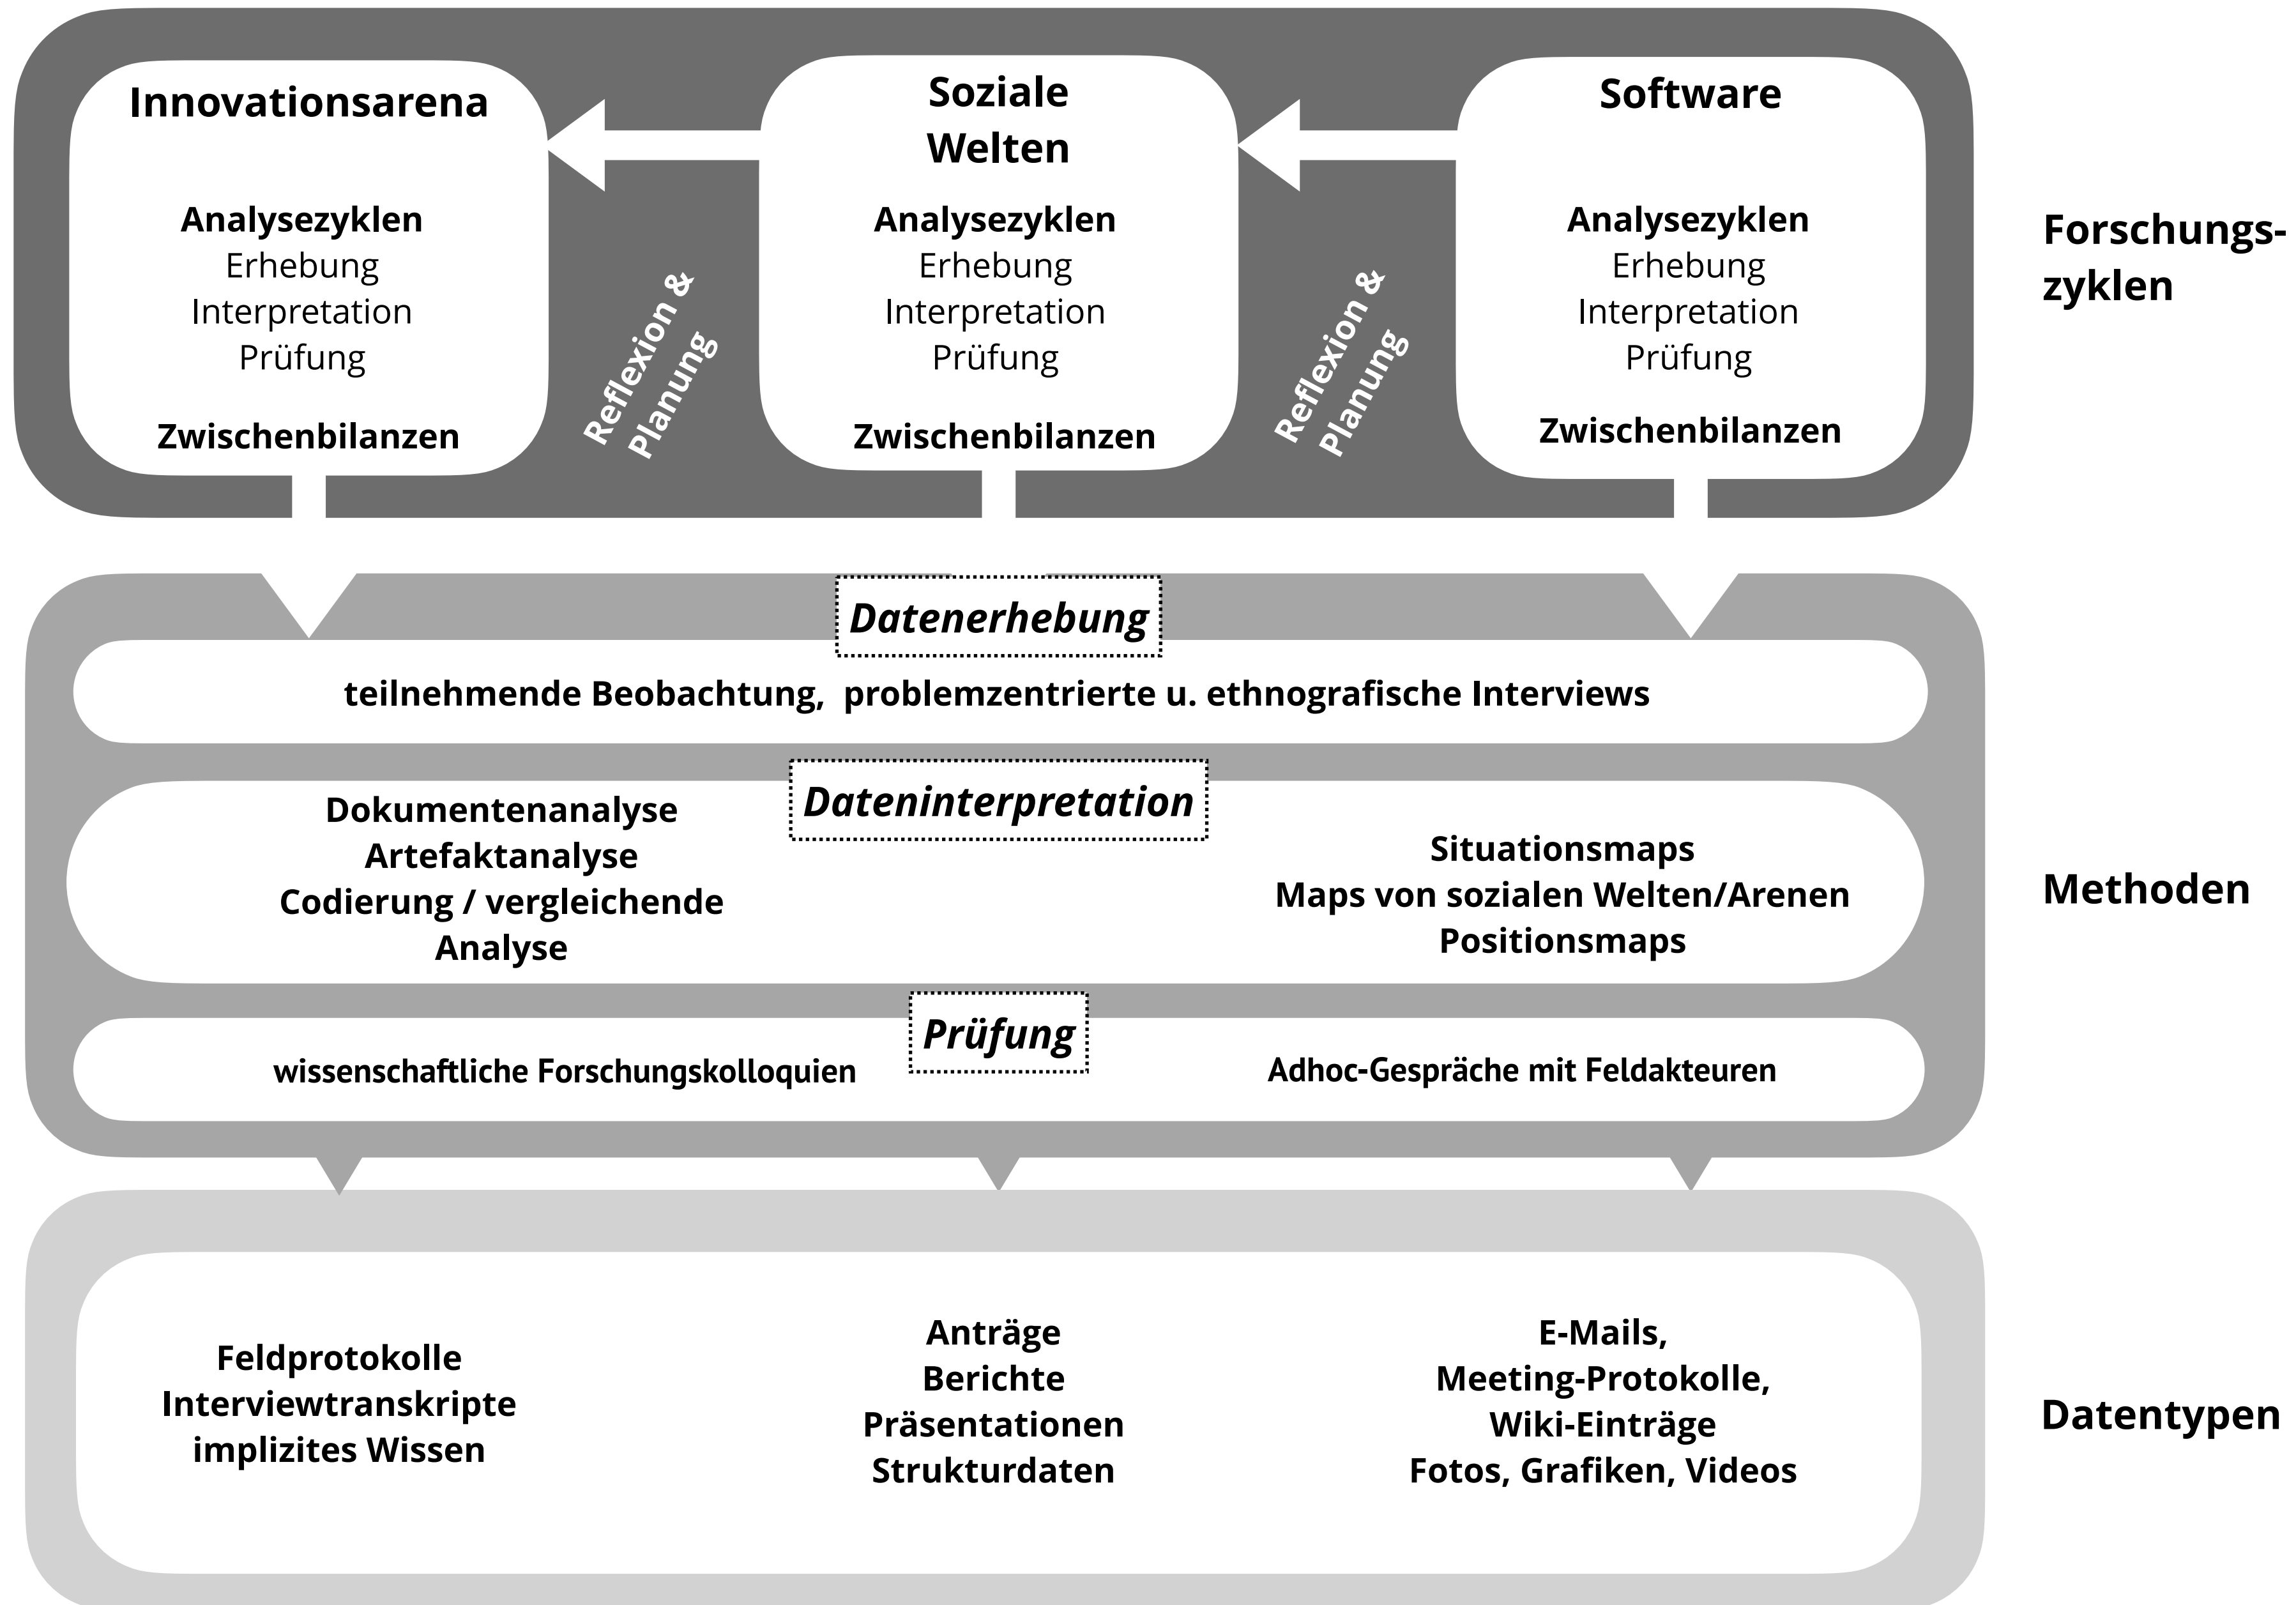 Innovationsarena
Analysezyklen
Erhebung
Interpretation
Prüfung
Zwischenbilanzen
Reflexion &
Planung
Soziale
Welten
Analysezyklen
Erhebung
Interpretation
Prüfung
Zwischenbilanzen
Reflexion &
Planung
Software
Analysezyklen
Erhebung
Interpretation
Prüfung
Zwischenbilanzen
Forschungs-
zyklen
Datenerhebung
teilnehmende Beobachtung, problemzentrierte u. ethnografische Interviews
Dateninterpretation
Dokumentenanalyse
Artefaktanalyse
Codierung / vergleichende
Analyse
Situationsmaps
Maps von sozialen Welten/Arenen
Positionsmaps
Prüfung
wissenschaftliche Forschungskolloquien
Adhoc-Gespräche mit Feldakteuren
Methoden
Feldprotokolle
Interviewtranskripte
implizites Wissen
Anträge
Berichte
Präsentationen
Strukturdaten
E-Mails,
Meeting-Protokolle,
Wiki-Einträge
Fotos, Grafiken, Videos
Datentypen